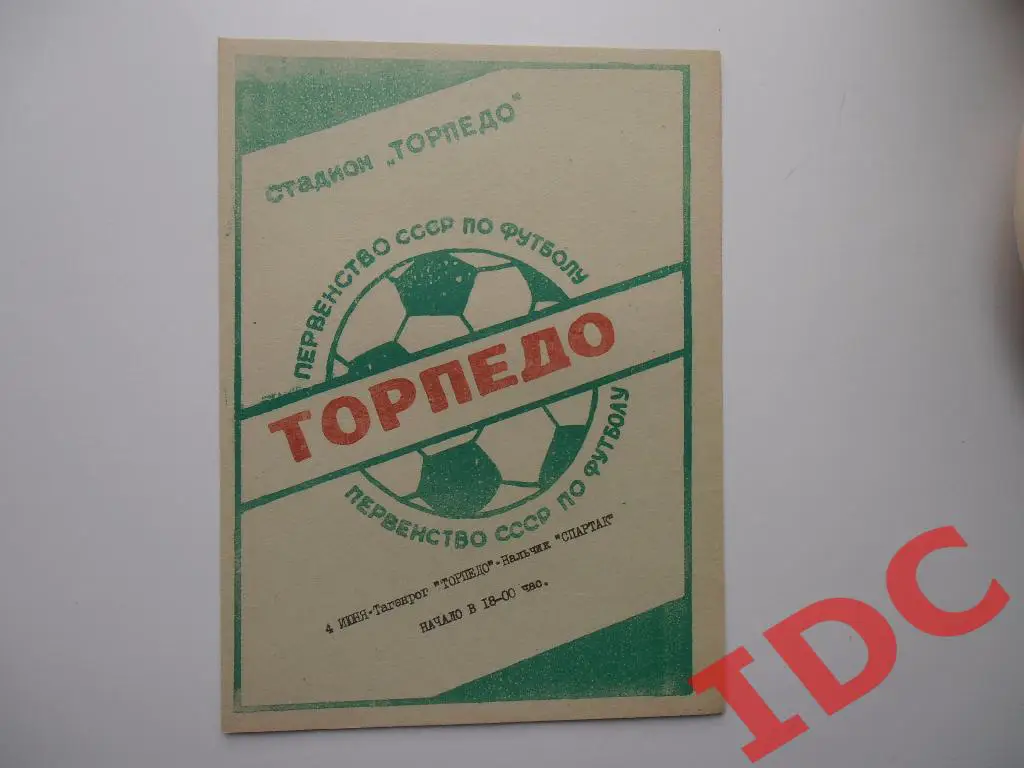 стадион „ТОРПЕДО"
ПЕРВЕНСТВО СССР ПО ФУТБОЛУ
ТОРПЕДО
ПЕРВЕНСТВО СССР ПО ФУТБОЛУ
4 ИЮНЯ-Таганрог "ТОРПЕДО"-Нальчик "СПАРТАК"
НАЧАЛО В 18-00 час.
IDC